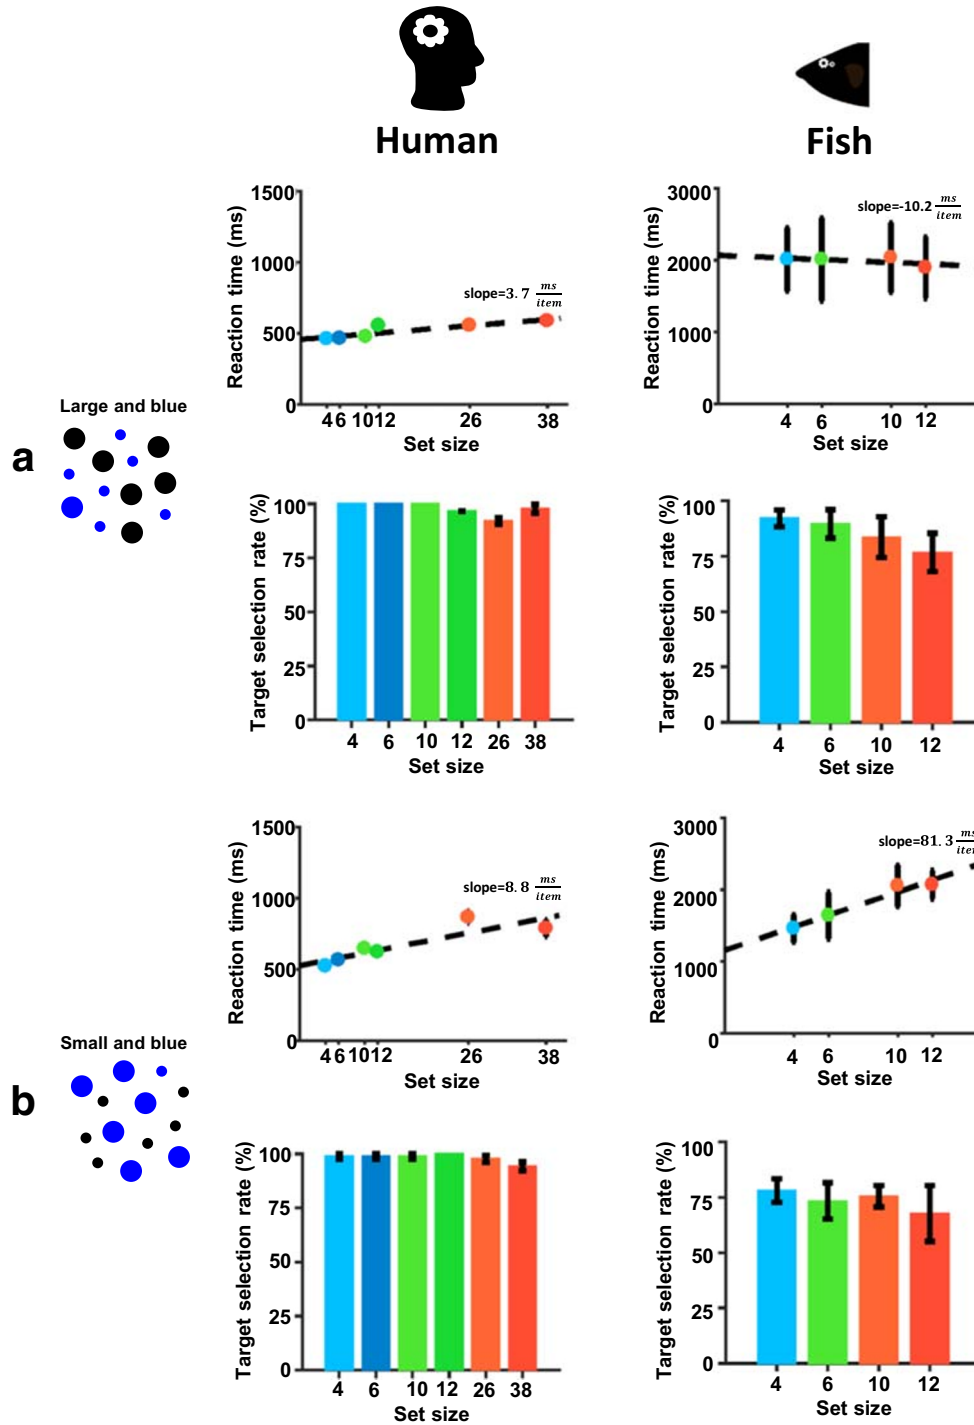 Human
Fish
a
Large and blue
Reaction time (ms)
1500
1000
500
0
slope=3.7 ms/item
4 6 10 12 26 38
Set size
Reaction time (ms)
3000
2000
1000
0
slope=-10.2 ms/item
4 6 10 12
Set size
Target selection rate (%)
100
75
50
25
0
4 6 10 12 26 38
Set size
Target selection rate (%)
100
75
50
25
0
4 6 10 12
Set size
b
Small and blue
Reaction time (ms)
1500
1000
500
0
slope=8.8 ms/item
4 6 10 12 26 38
Set size
Reaction time (ms)
3000
2000
1000
0
slope=81.3 ms/item
4 6 10 12
Set size
Target selection rate (%)
100
75
50
25
0
4 6 10 12 26 38
Set size
Target selection rate (%)
100
75
50
25
0
4 6 10 12
Set size